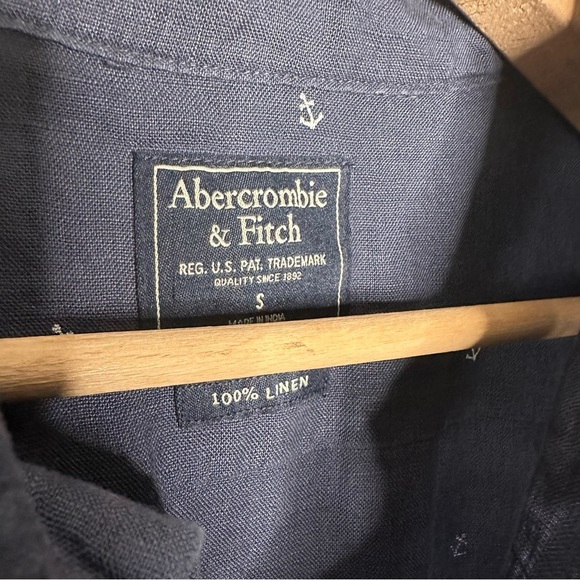 Abercrombie
& Fitch
REG. U.S. PAT. TRADEMARK
QUALITY SINCE 1892
S
MADE IN INDIA
100% LINEN